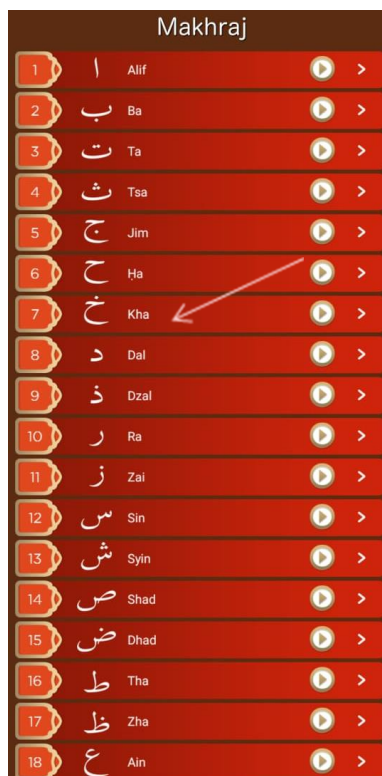 Makhraj
1 ا Alif
2 ب Ba
3 ت Ta
4 ث Tsa
5 ج Jim
6 ح Ḥa
7 خ Kha
8 د Dal
9 ذ Dzal
10 ر Ra
11 ز Zai
12 س Sin
13 ش Syin
14 ص Shad
15 ض Dhad
16 ط Tha
17 ظ Zha
18 ع Ain